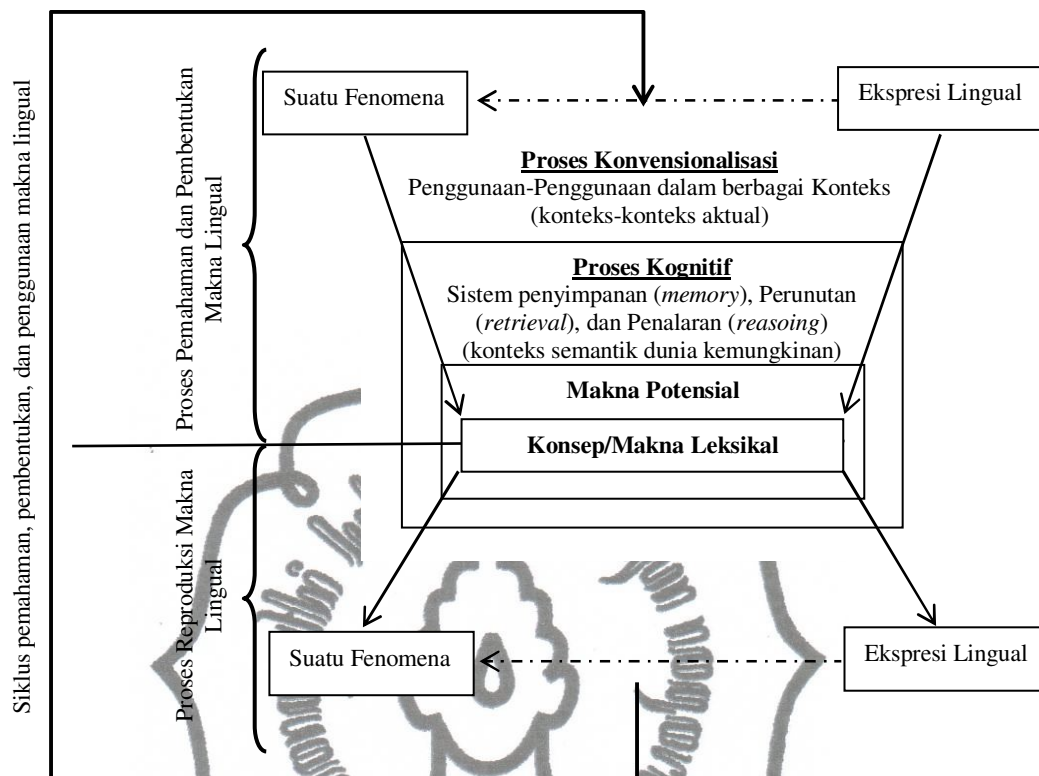 Siklus pemahaman, pembentukan, dan penggunaan makna lingual
Proses Pemahaman dan Pembentukan
Makna Lingual
Suatu Fenomena
Ekspresi Lingual
Proses Konvensionalisasi
Penggunaan-Penggunaan dalam berbagai Konteks
(konteks-konteks aktual)
Proses Kognitif
Sistem penyimpanan (memory), Perunutan
(retrieval), dan Penalaran (reasoing)
(konteks semantik dunia kemungkinan)
Makna Potensial
Konsep/Makna Leksikal
Proses Reproduksi Makna
Lingual
Suatu Fenomena
Ekspresi Lingual